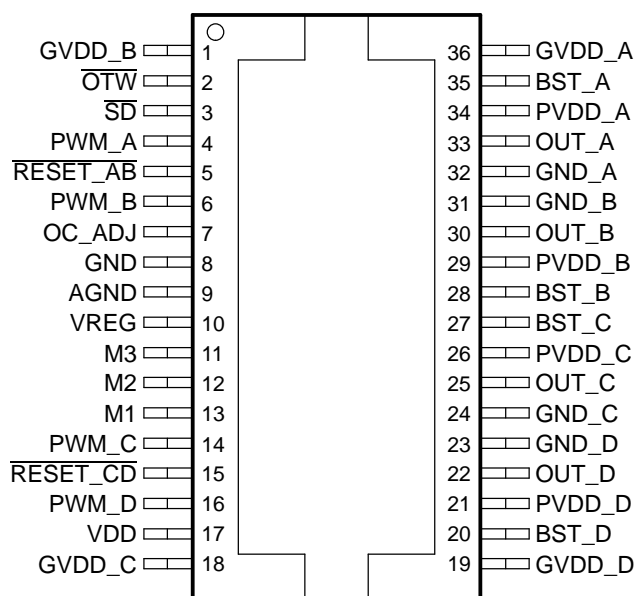 GVDD_B 1 36 GVDD_A
OTW 2 35 BST_A
SD 3 34 PVDD_A
PWM_A 4 33 OUT_A
RESET_AB 5 32 GND_A
PWM_B 6 31 GND_B
OC_ADJ 7 30 OUT_B
GND 8 29 PVDD_B
AGND 9 28 BST_B
VREG 10 27 BST_C
M3 11 26 PVDD_C
M2 12 25 OUT_C
M1 13 24 GND_C
PWM_C 14 23 GND_D
RESET_CD 15 22 OUT_D
PWM_D 16 21 PVDD_D
VDD 17 20 BST_D
GVDD_C 18 19 GVDD_D